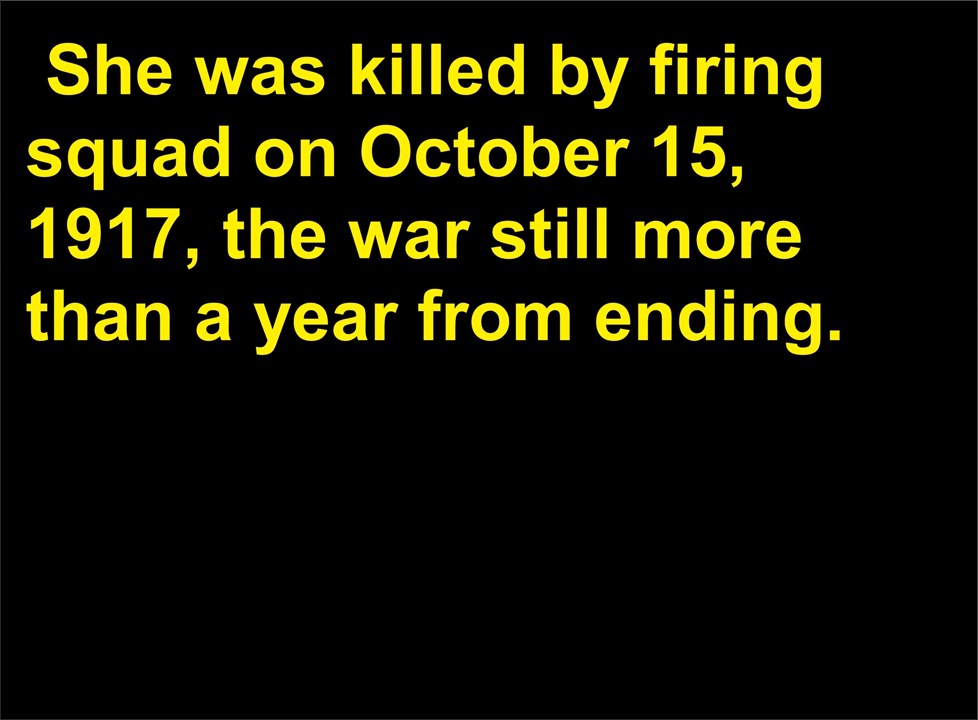 She was killed by firing
squad on October 15,
1917, the war still more
than a year from ending.